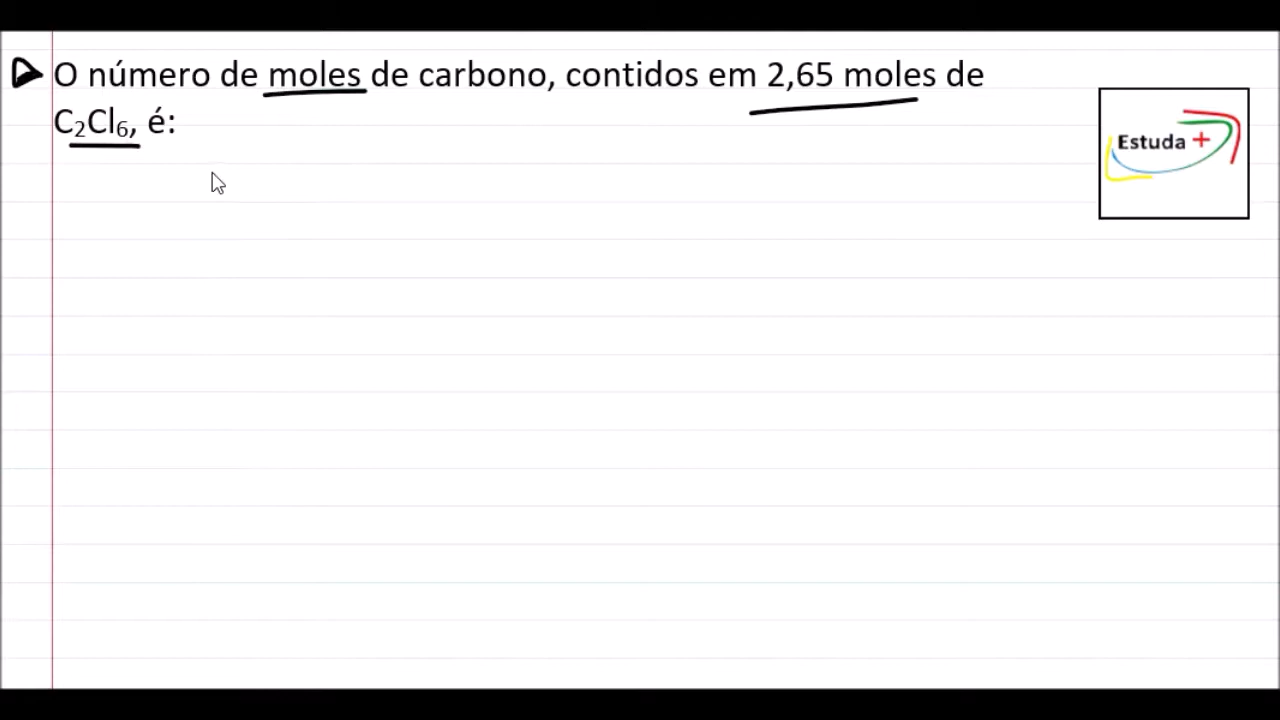 O número de moles de carbono, contidos em 2,65 moles de
C₂Cl₆, é:
Estuda +